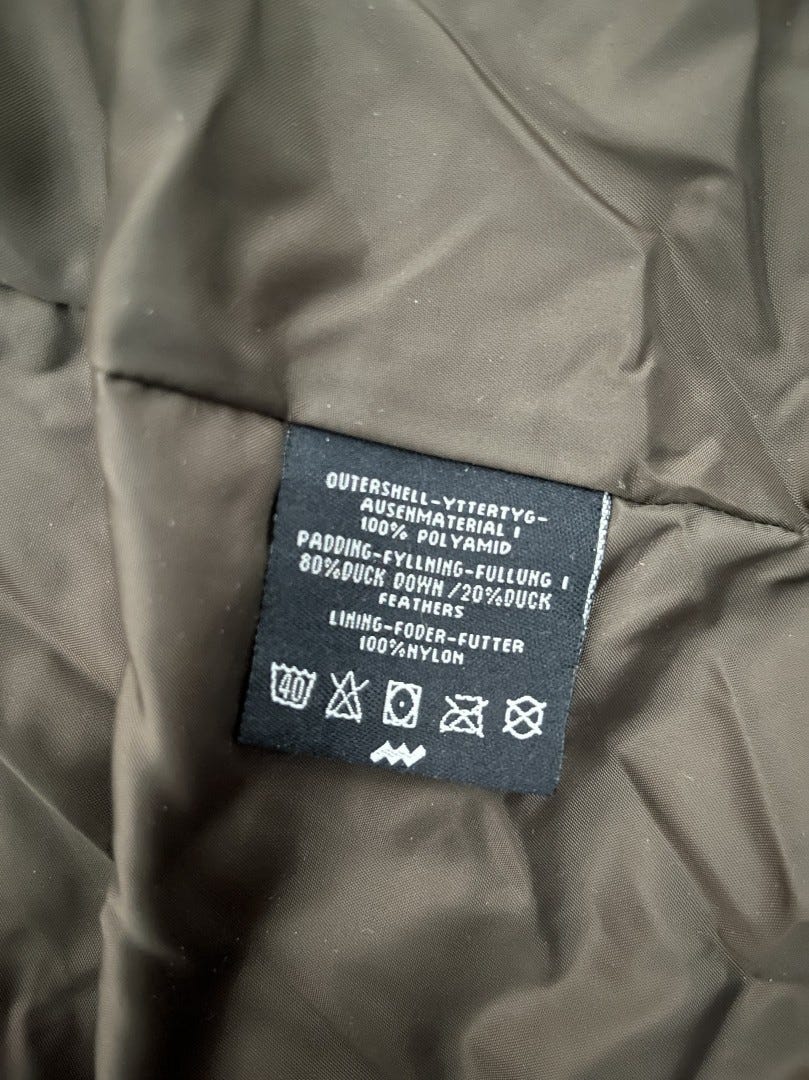 OUTERSHELL-YTTERTYG-
AUSENMATERIAL I
100% POLYAMID
PADDING-FYLLNING-FULLUNG I
80%DUCK DOWN /20%DUCK
FEATHERS
LINING-FODER-FUTTER
100%NYLON
40